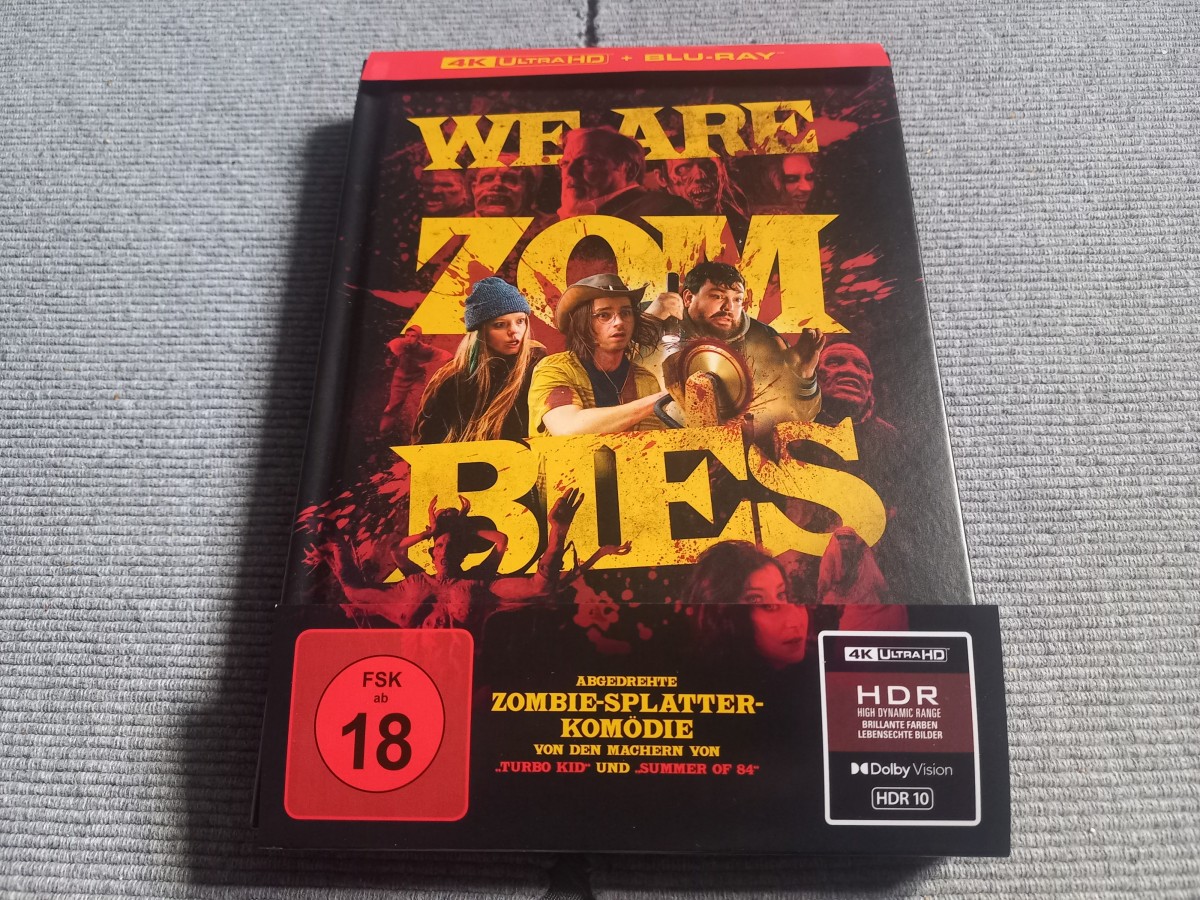 4K ULTRA HD + BLU-RAY™
WE ARE
ZOM
BIES
FSK
ab
18
ABGEDREHTE
ZOMBIE-SPLATTER-
KOMÖDIE
VON DEN MACHERN VON
„TURBO KID“ UND „SUMMER OF 84“
4K ULTRA HD™
HDR
HIGH DYNAMIC RANGE
BRILLANTE FARBEN
LEBENSECHTE BILDER
Dolby Vision
HDR 10